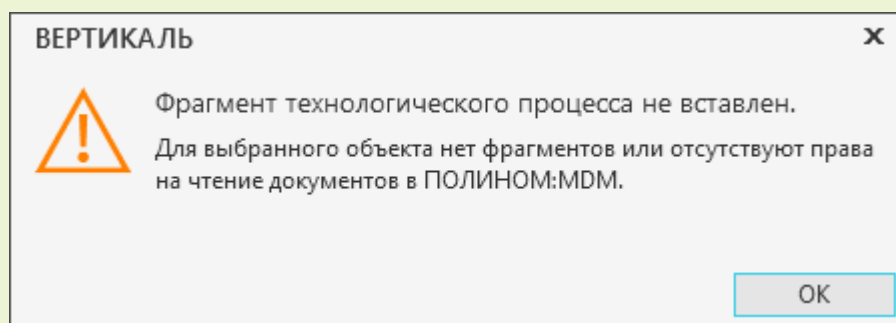 ВЕРТИКАЛЬ
x
Фрагмент технологического процесса не вставлен.
Для выбранного объекта нет фрагментов или отсутствуют права
на чтение документов в ПОЛИНОМ:MDM.
ОК